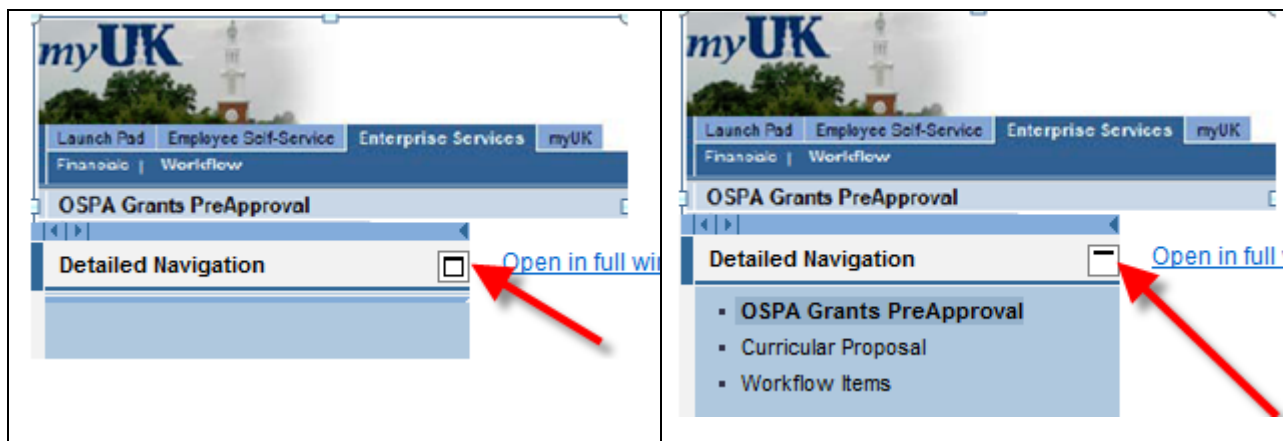 myUK
Launch Pad Employee Self-Service Enterprise Services myUK
Financials | Workflow
OSPA Grants PreApproval
Detailed Navigation
Open in full wi
myUK
Launch Pad Employee Self-Service Enterprise Services myUK
Financials | Workflow
OSPA Grants PreApproval
Detailed Navigation
Open in full
OSPA Grants PreApproval
Curricular Proposal
Workflow Items